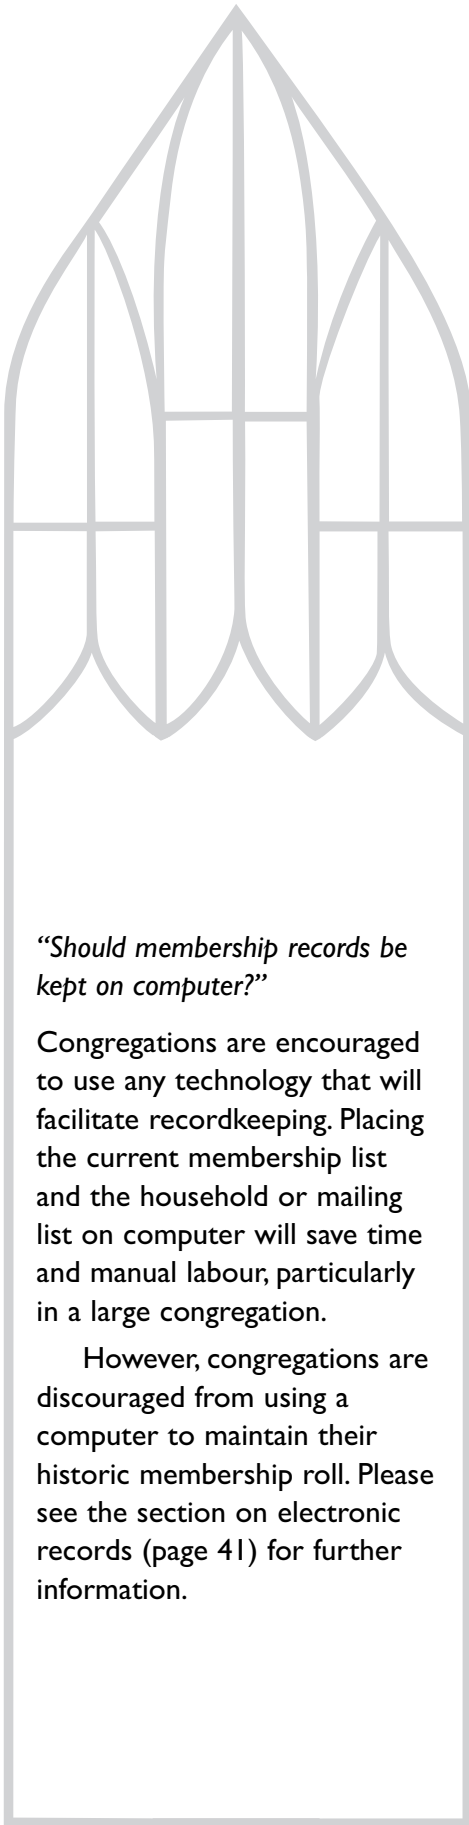 “Should membership records be
kept on computer?”
Congregations are encouraged
to use any technology that will
facilitate recordkeeping. Placing
the current membership list
and the household or mailing
list on computer will save time
and manual labour, particularly
in a large congregation.
However, congregations are
discouraged from using a
computer to maintain their
historic membership roll. Please
see the section on electronic
records (page 41) for further
information.